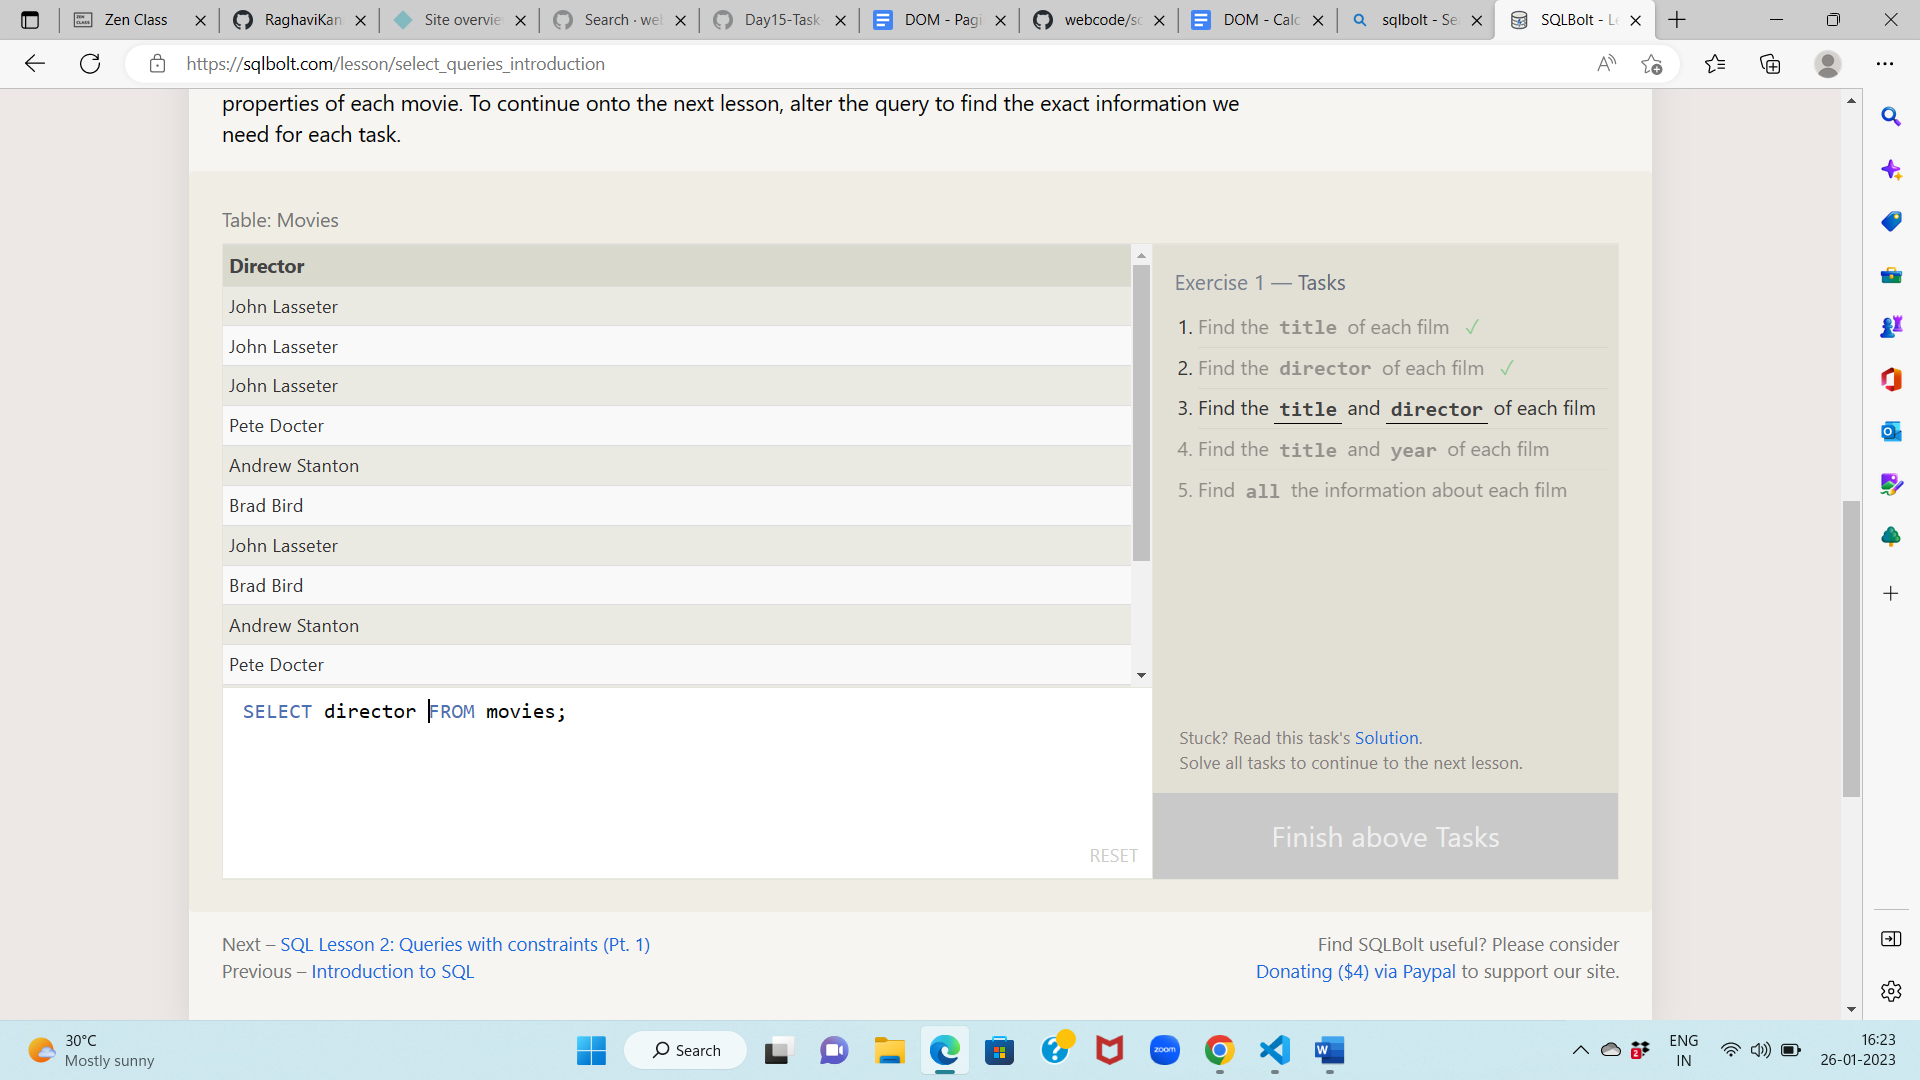 Zen Class
RaghaviKan
Site overvie
Search · wel
Day15-Task
DOM - Pagi
webcode/sc
DOM - Calc
sqlbolt - Se
SQLBolt - Le
https://sqlbolt.com/lesson/select_queries_introduction
properties of each movie. To continue onto the next lesson, alter the query to find the exact information we
need for each task.
Table: Movies
Director
John Lasseter
John Lasseter
John Lasseter
Pete Docter
Andrew Stanton
Brad Bird
John Lasseter
Brad Bird
Andrew Stanton
Pete Docter
SELECT director FROM movies;
RESET
Exercise 1 — Tasks
1. Find the title of each film ✓
2. Find the director of each film ✓
3. Find the title and director of each film
4. Find the title and year of each film
5. Find all the information about each film
Stuck? Read this task's Solution.
Solve all tasks to continue to the next lesson.
Finish above Tasks
Next – SQL Lesson 2: Queries with constraints (Pt. 1)
Previous – Introduction to SQL
Find SQLBolt useful? Please consider
Donating ($4) via Paypal to support our site.
30°C
Mostly sunny
Search
zoom
2
ENG
IN
16:23
26-01-2023